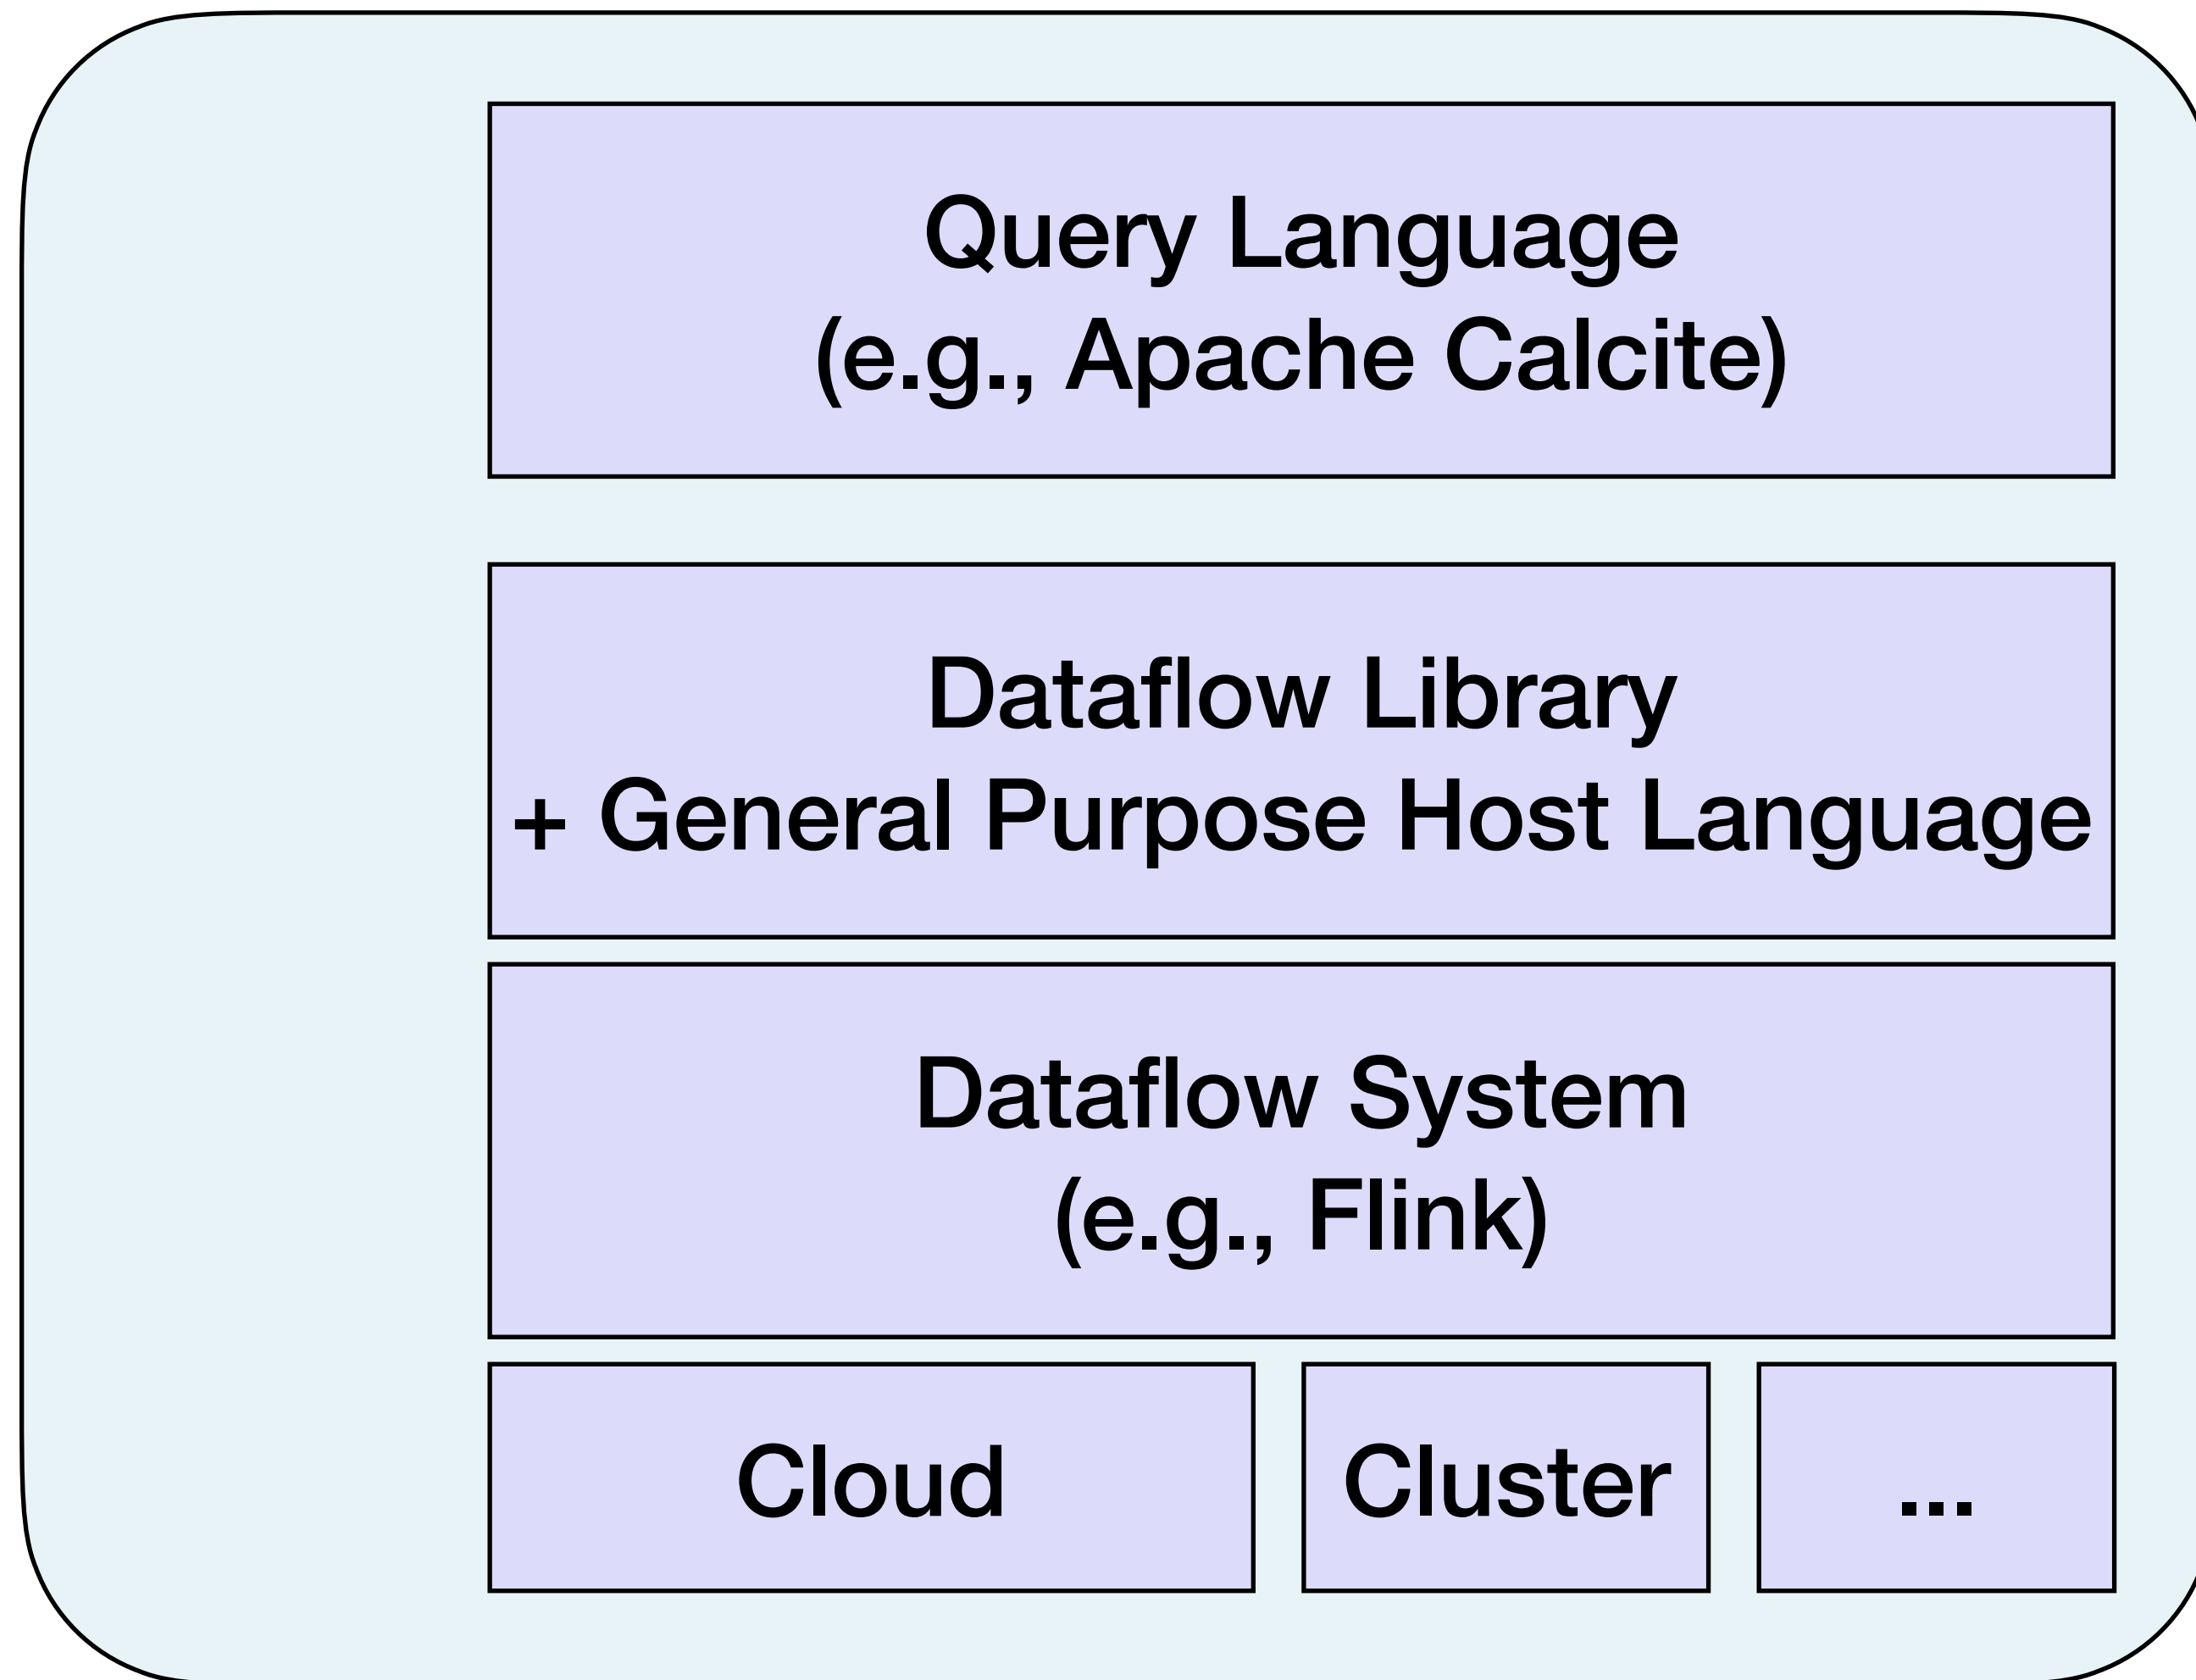 Query Language
(e.g., Apache Calcite)
Dataflow Library
+ General Purpose Host Language
Dataflow System
(e.g., Flink)
Cloud
Cluster
...